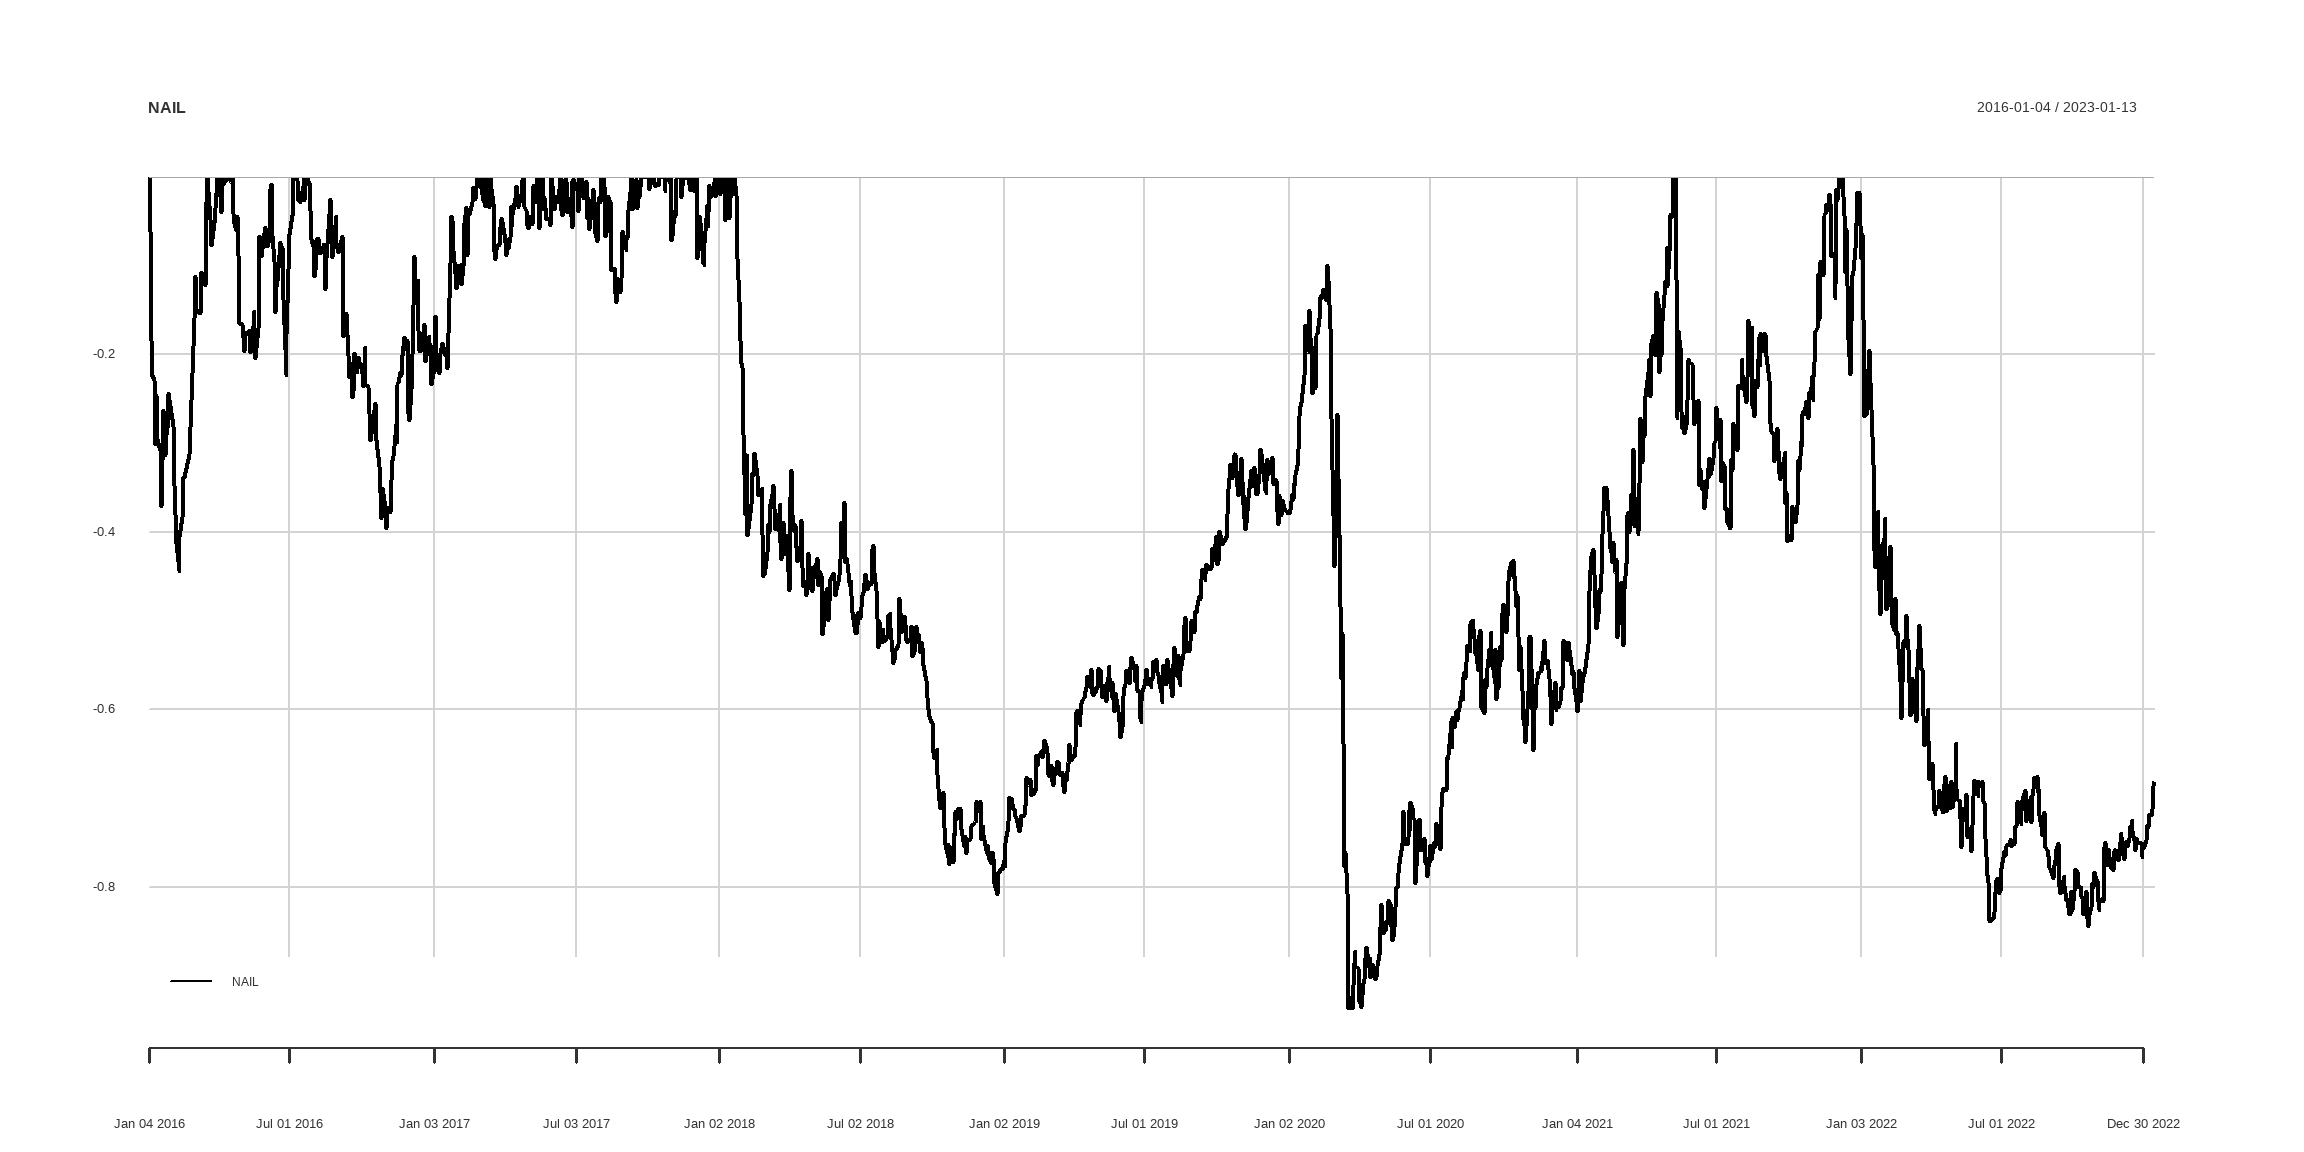 NAIL
2016-01-04 / 2023-01-13
-0.2
-0.4
-0.6
-0.8
NAIL
Jan 04 2016
Jul 01 2016
Jan 03 2017
Jul 03 2017
Jan 02 2018
Jul 02 2018
Jan 02 2019
Jul 01 2019
Jan 02 2020
Jul 01 2020
Jan 04 2021
Jul 01 2021
Jan 03 2022
Jul 01 2022
Dec 30 2022